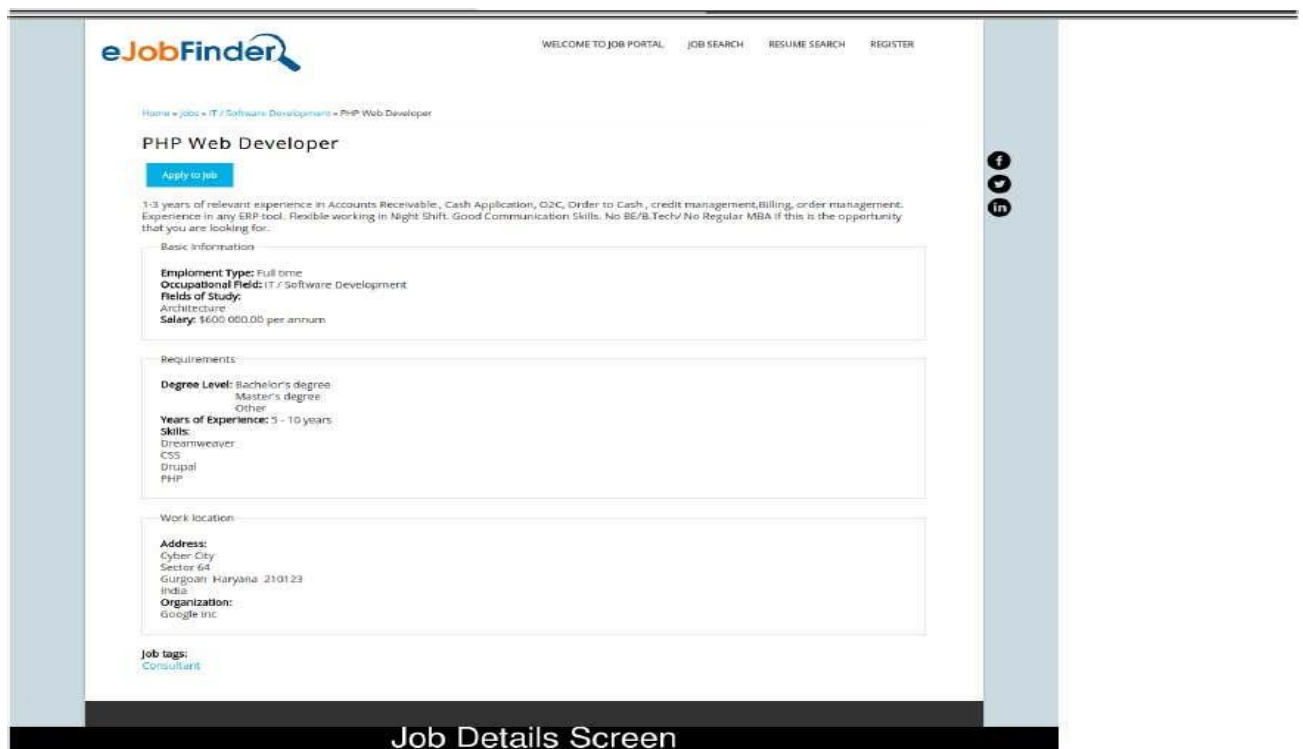 eJobFinder
WELCOME TO JOB PORTAL JOB SEARCH RESUME SEARCH REGISTER
Home » Jobs » IT / Software Development » PHP Web Developer
PHP Web Developer
Apply to Job
1-3 years of relevant experience in Accounts Receivable, Cash Application, O2C, Order to Cash, credit management,Billing, order management.
Experience in any ERP tool. Flexible working in Night Shift. Good Communication Skills. No BE/B.Tech/ No Regular MBA If this is the opportunity
that you are looking for.
Basic Information
Emploment Type: Full time
Occupational Field: IT / Software Development
Fields of Study:
Architecture
Salary: $600 000.00 per annum
Requirements
Degree Level: Bachelor's degree
Master's degree
Other
Years of Experience: 5 - 10 years
Skills:
Dreamweaver
CSS
Drupal
PHP
Work location
Address:
Cyber City
Sector 64
Gurgoan Haryana 210123
India
Organization:
Google Inc
Job tags:
Consultant
f
in
Job Details Screen